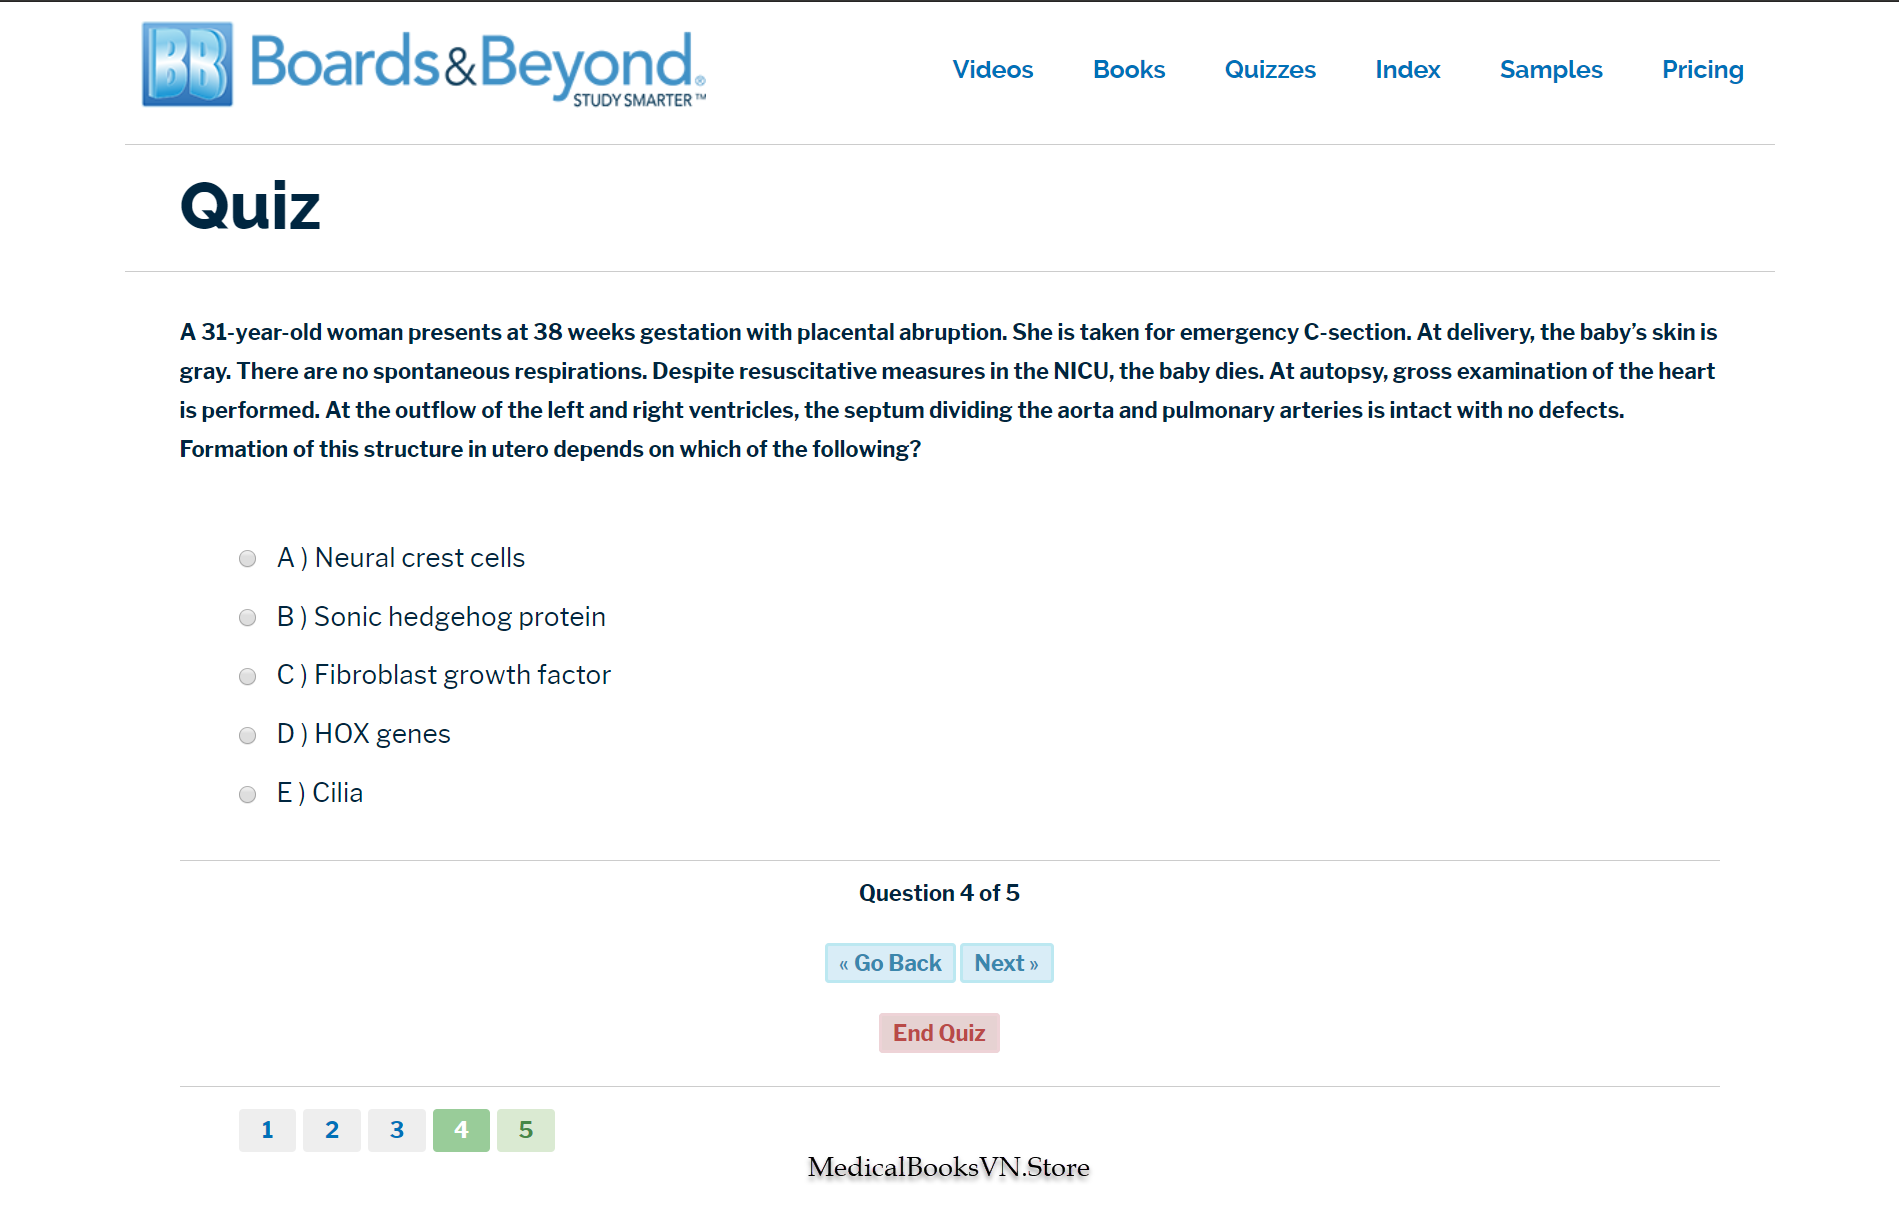 BB Boards&Beyond®
STUDY SMARTER™
Videos Books Quizzes Index Samples Pricing
Quiz
A 31-year-old woman presents at 38 weeks gestation with placental abruption. She is taken for emergency C-section. At delivery, the baby’s skin is
gray. There are no spontaneous respirations. Despite resuscitative measures in the NICU, the baby dies. At autopsy, gross examination of the heart
is performed. At the outflow of the left and right ventricles, the septum dividing the aorta and pulmonary arteries is intact with no defects.
Formation of this structure in utero depends on which of the following?
A ) Neural crest cells
B ) Sonic hedgehog protein
C ) Fibroblast growth factor
D ) HOX genes
E ) Cilia
Question 4 of 5
« Go Back Next »
End Quiz
1 2 3 4 5
MedicalBooksVN.Store